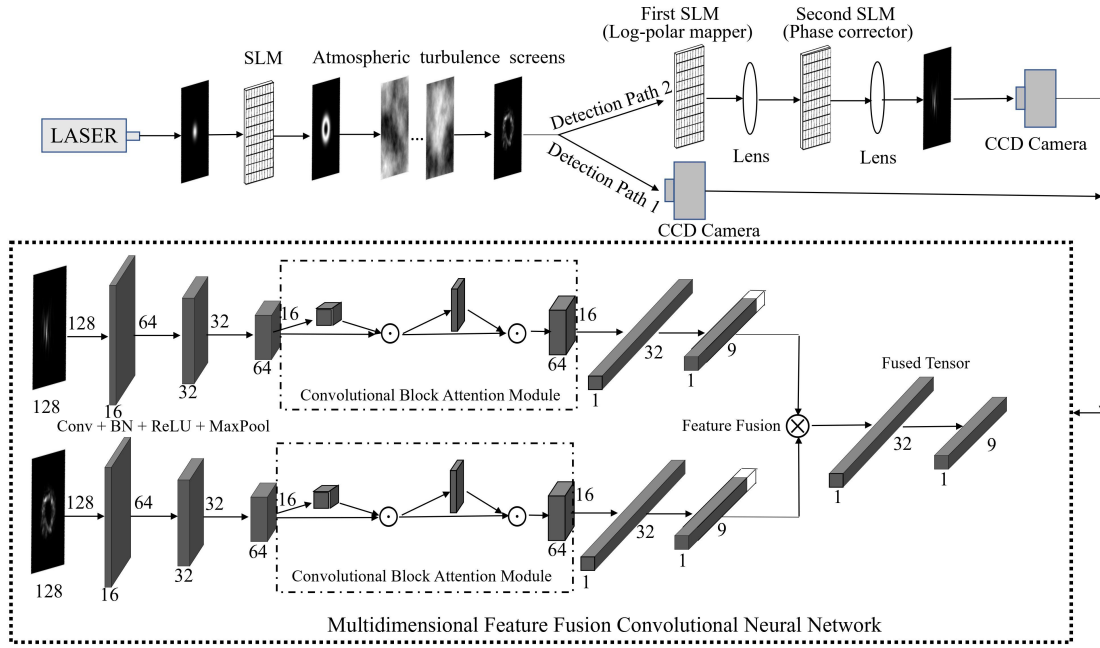 First SLM
(Log-polar mapper)
Second SLM
(Phase corrector)
SLM
Atmospheric turbulence screens
LASER
...
Detection Path 2
Detection Path 1
Lens
Lens
CCD Camera
CCD Camera
128
64
32
16
64
32
128
16
32
64
1
9
1
Convolutional Block Attention Module
Conv + BN + ReLU + MaxPool
Feature Fusion
Fused Tensor
32
9
1
1
128
64
32
16
64
16
32
9
128
16
32
64
1
1
Convolutional Block Attention Module
Multidimensional Feature Fusion Convolutional Neural Network